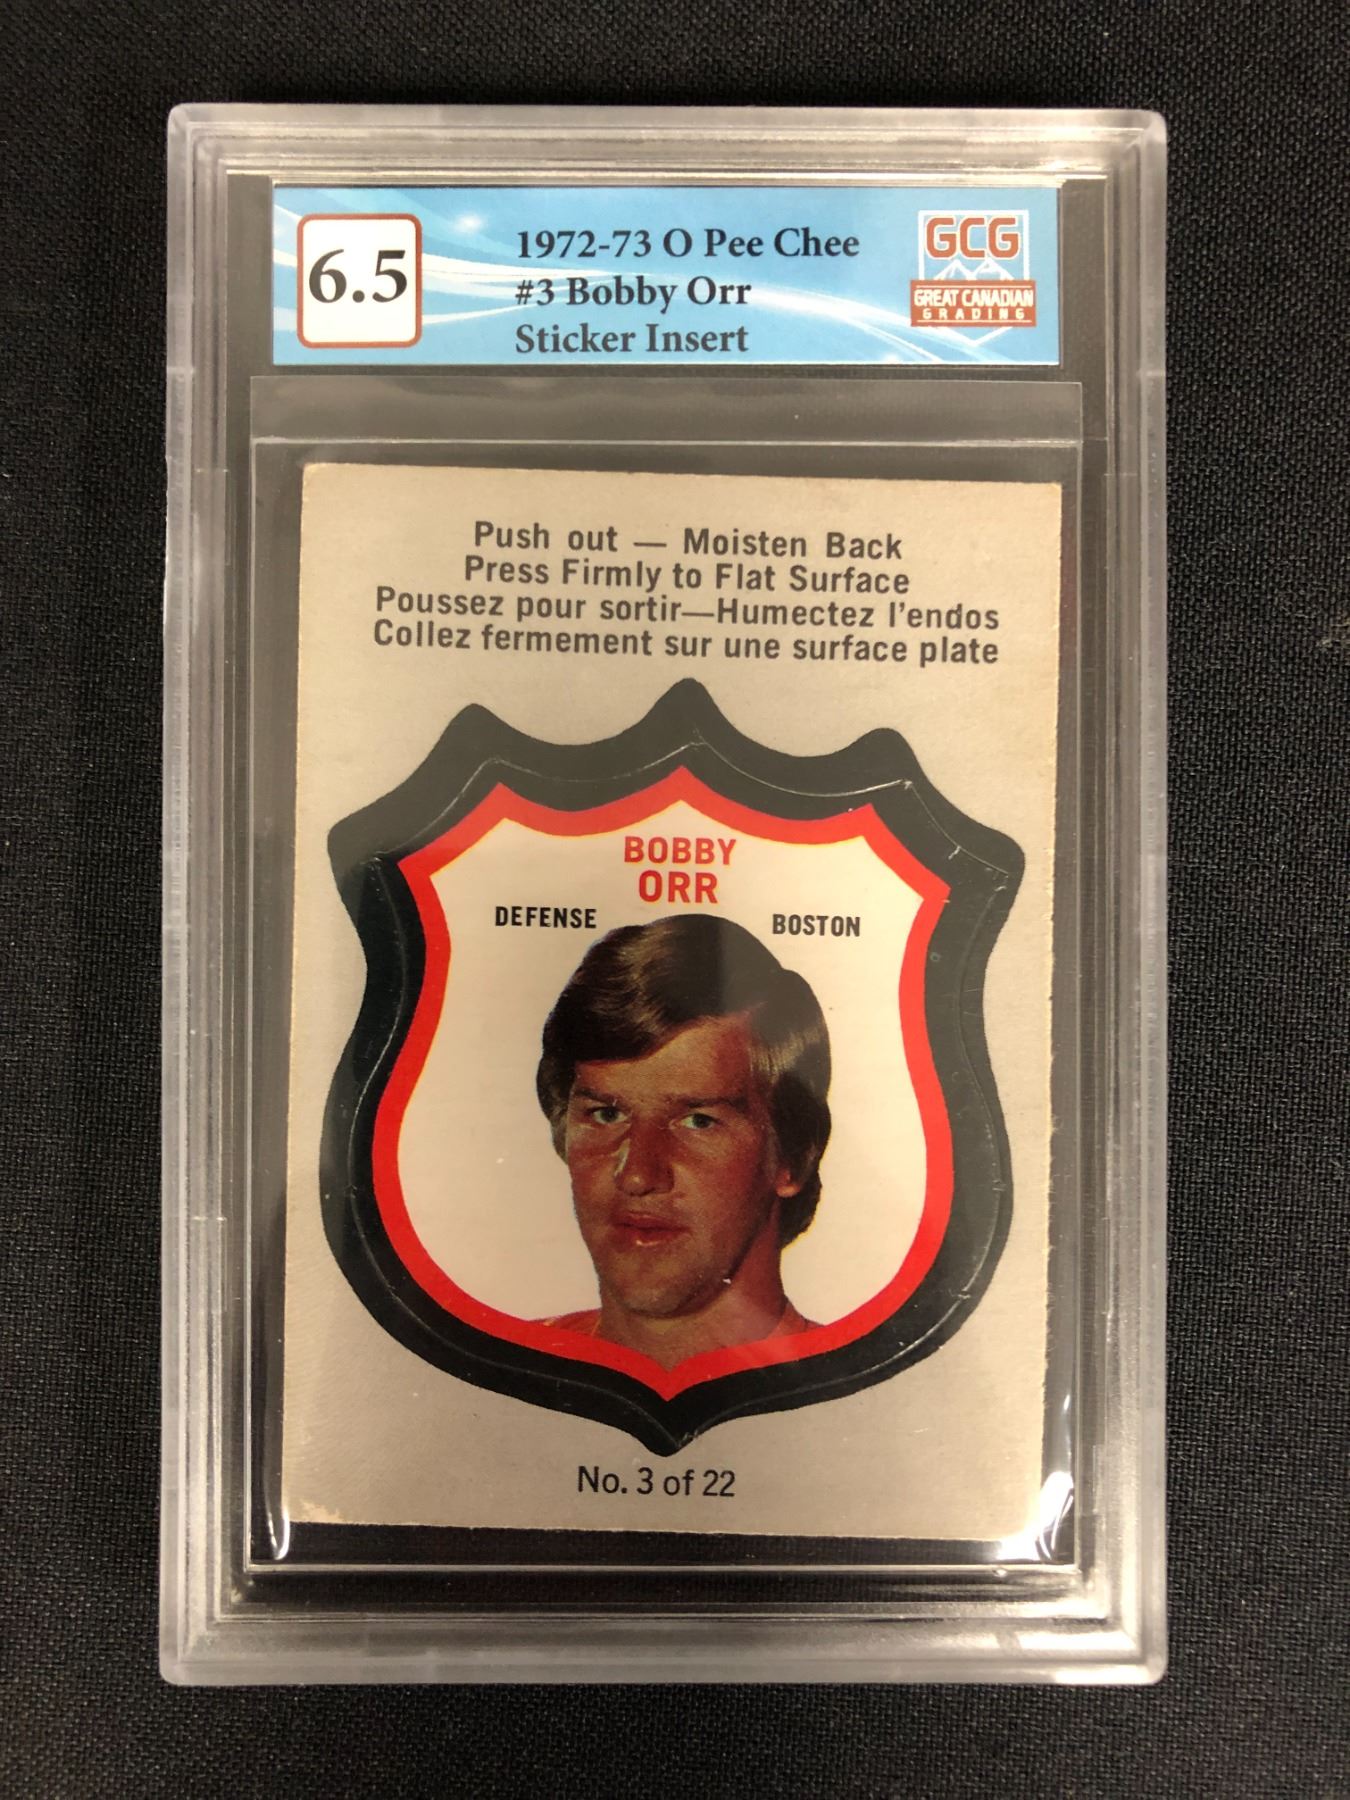 6.5
1972-73 O Pee Chee
#3 Bobby Orr
Sticker Insert
GCG
GREAT CANADIAN
GRADING
Push out — Moisten Back
Press Firmly to Flat Surface
Poussez pour sortir—Humectez l'endos
Collez fermement sur une surface plate
BOBBY
ORR
DEFENSE BOSTON
No. 3 of 22